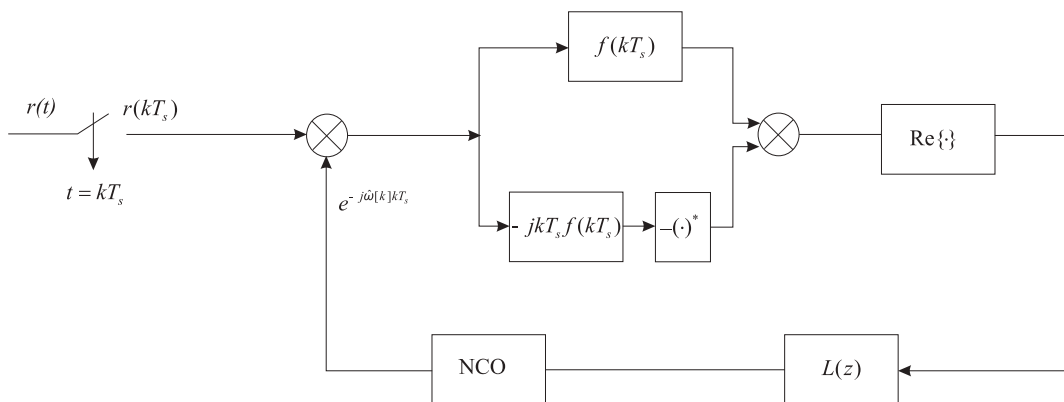 f(kT_s)
r(t)
r(kT_s)
Re{·}
t = kT_s
e^{- jω̂[k]kT_s}
- jkT_s f(kT_s)
–(·)^*
NCO
L(z)